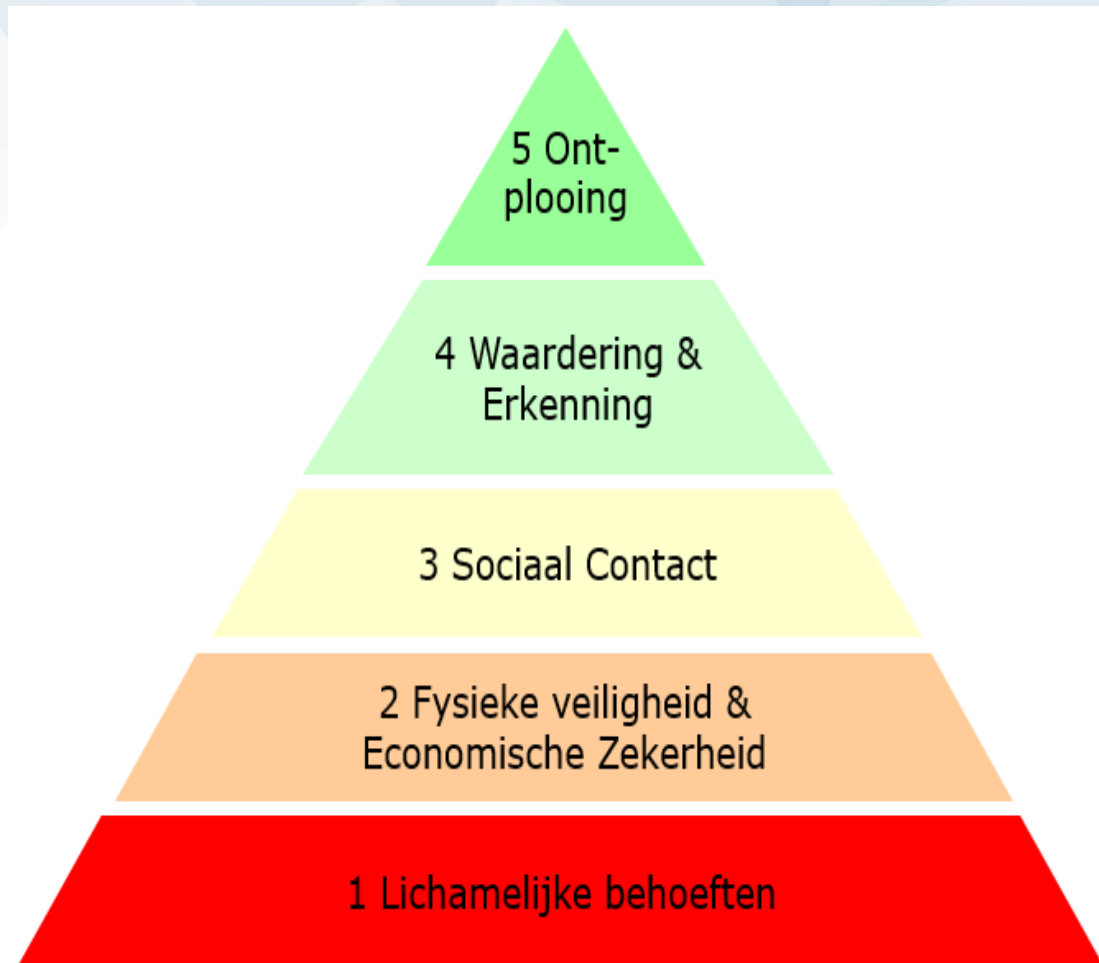 5 Ont-
plooing
4 Waardering &
Erkenning
3 Sociaal Contact
2 Fysieke veiligheid &
Economische Zekerheid
1 Lichamelijke behoeften